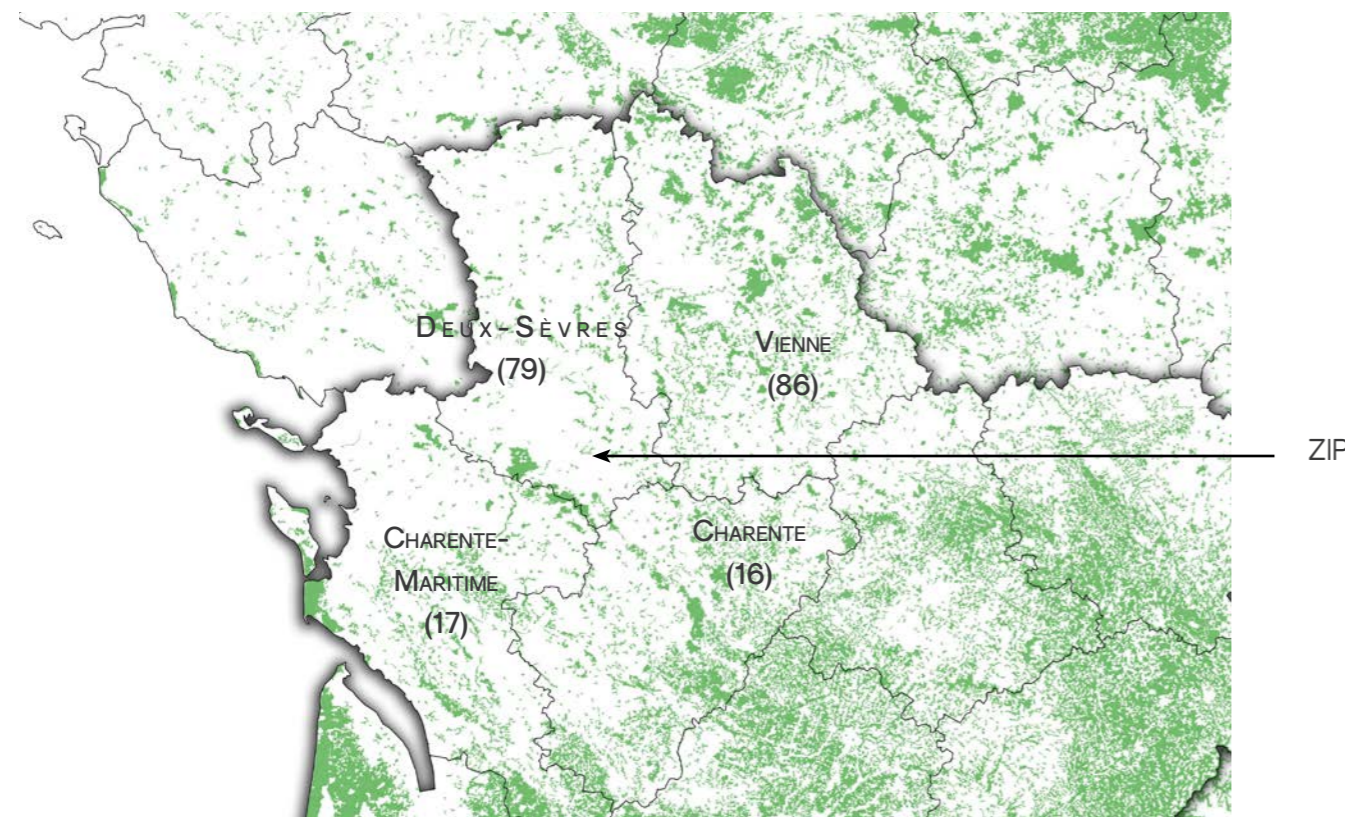 Deux-Sèvres
(79)
Vienne
(86)
ZIP
Charente-
Maritime
(17)
Charente
(16)